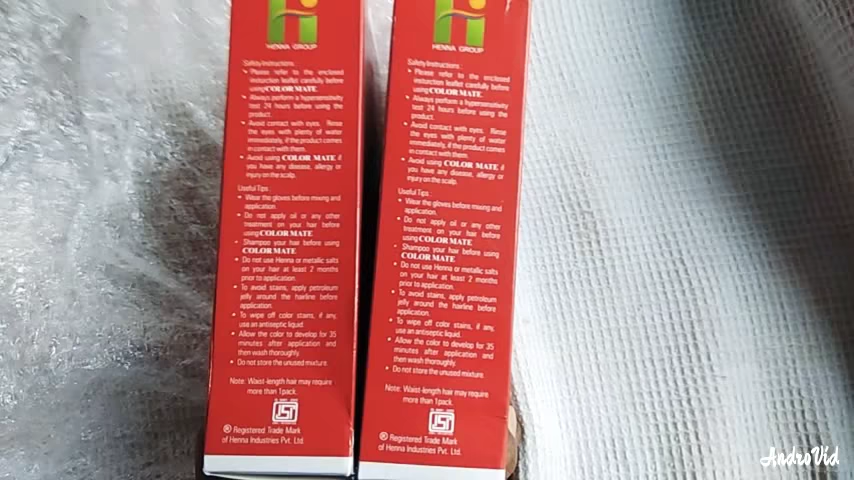 HENNA GROUP
Safety Instructions :
• Please refer to the enclosed
insturction leaflet carefully before
using COLOR MATE
• Always perform a hypersensitivity
test 24 hours before using the
product.
• Avoid contact with eyes. Rinse
the eyes with plenty of water
immediately, if the product comes
in contact with them.
• Avoid using COLOR MATE if
you have any disease, allergy or
injury on the scalp.
Useful Tips :
• Wear the gloves before mixing and
application.
• Do not apply oil or any other
treatment on your hair before
using COLOR MATE
• Shampoo your hair before using
COLOR MATE
• Do not use Henna or metallic salts
on your hair at least 2 months
prior to application.
• To avoid stains, apply petroleum
jelly around the hairline before
application.
• To wipe off color stains, if any,
use an antiseptic liquid.
• Allow the color to develop for 35
minutes after application and
then wash thoroughly.
• Do not store the unused mixture.
Note: Waist-length hair may require
more than 1pack.
® Registered Trade Mark
of Henna Industries Pvt. Ltd.
HENNA GROUP
Safety Instructions :
• Please refer to the enclosed
instruction leaflet carefully before
using COLOR MATE
• Always perform a hypersensitivity
test 24 hours before using the
product.
• Avoid contact with eyes. Rinse
the eyes with plenty of water
immediately, if the product comes
in contact with them.
• Avoid using COLOR MATE if
you have any disease, allergy or
injury on the scalp.
Useful Tips :
• Wear the gloves before mixing and
application.
• Do not apply oil or any other
treatment on your hair before
using COLOR MATE
• Shampoo your hair before using
COLOR MATE
• Do not use Henna or metallic salts
on your hair at least 2 months
prior to application.
• To avoid stains, apply petroleum
jelly around the hairline before
application.
• To wipe off color stains, if any,
use an antiseptic liquid.
• Allow the color to develop for 35
minutes after application and
then wash thoroughly.
• Do not store the unused mixture.
Note: Waist-length hair may require
more than 1pack.
® Registered Trade Mark
of Henna Industries Pvt. Ltd.
AndroVid